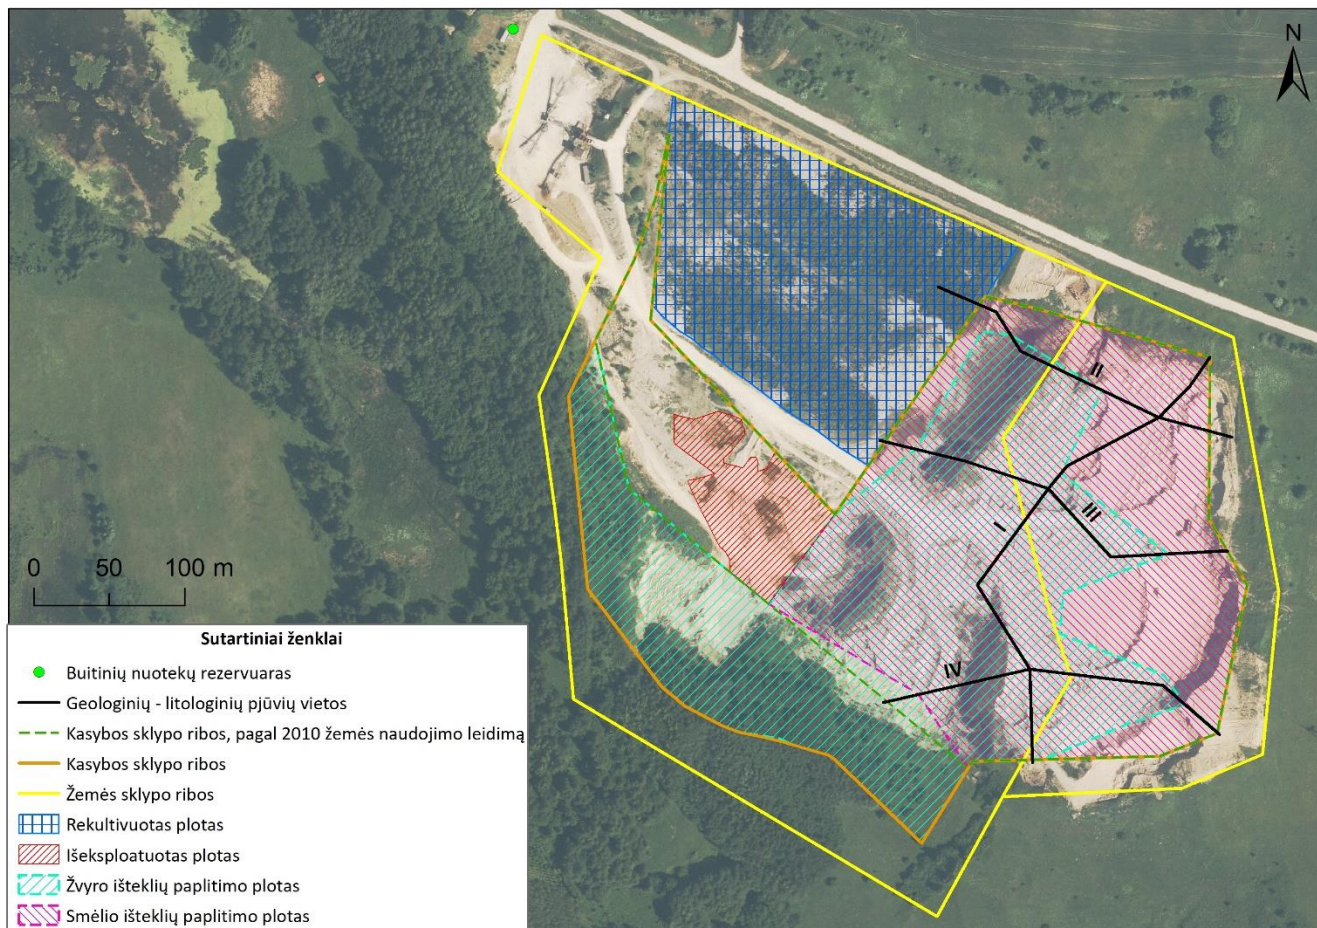 N
II
III
I
IV
0 50 100 m
Sutartiniai ženklai
Buitinių nuotekų rezervuaras
Geologinių - litologinių pjūvių vietos
Kasybos sklypo ribos, pagal 2010 žemės naudojimo leidimą
Kasybos sklypo ribos
Žemės sklypo ribos
Rekultivuotas plotas
Išeksploatuotas plotas
Žvyro išteklių paplitimo plotas
Smėlio išteklių paplitimo plotas